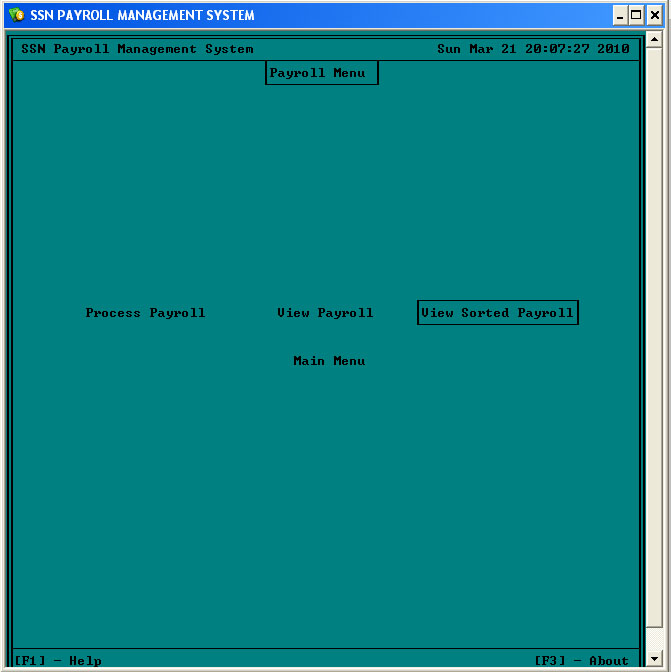 SSN PAYROLL MANAGEMENT SYSTEM
SSN Payroll Management System Sun Mar 21 20:07:27 2010
Payroll Menu
Process Payroll View Payroll View Sorted Payroll
Main Menu
[F1] - Help [F3] - About